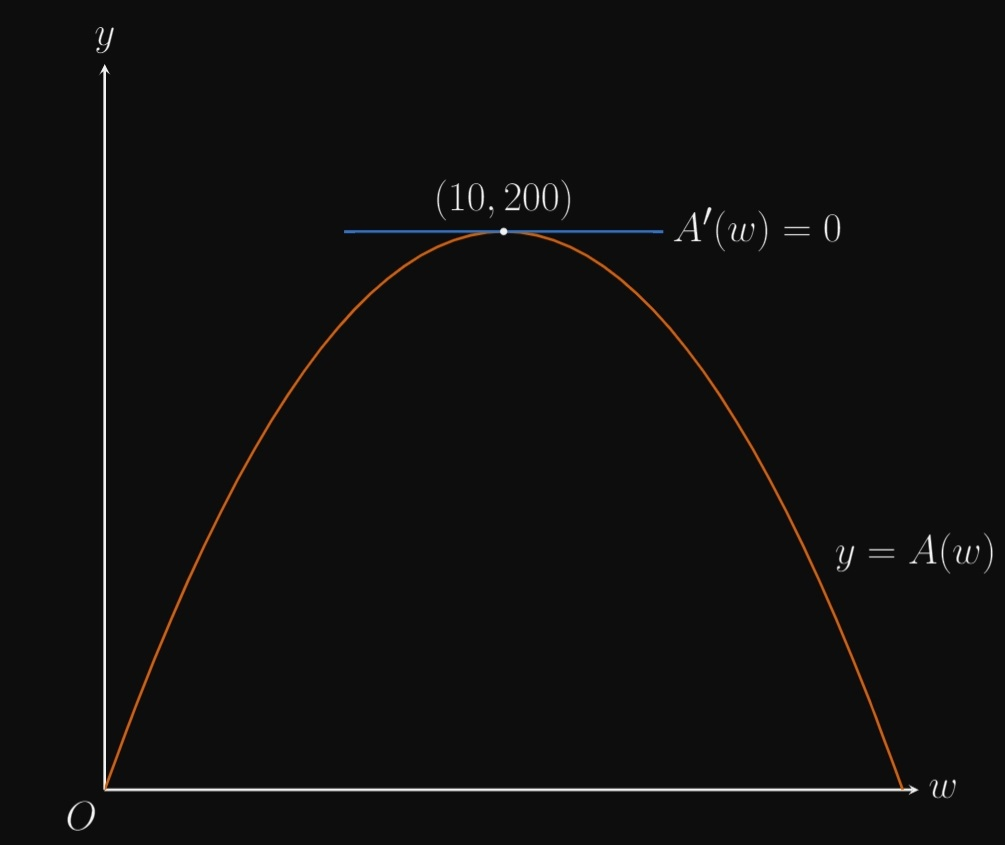 y
(10, 200)
A′(w) = 0
y = A(w)
w
O